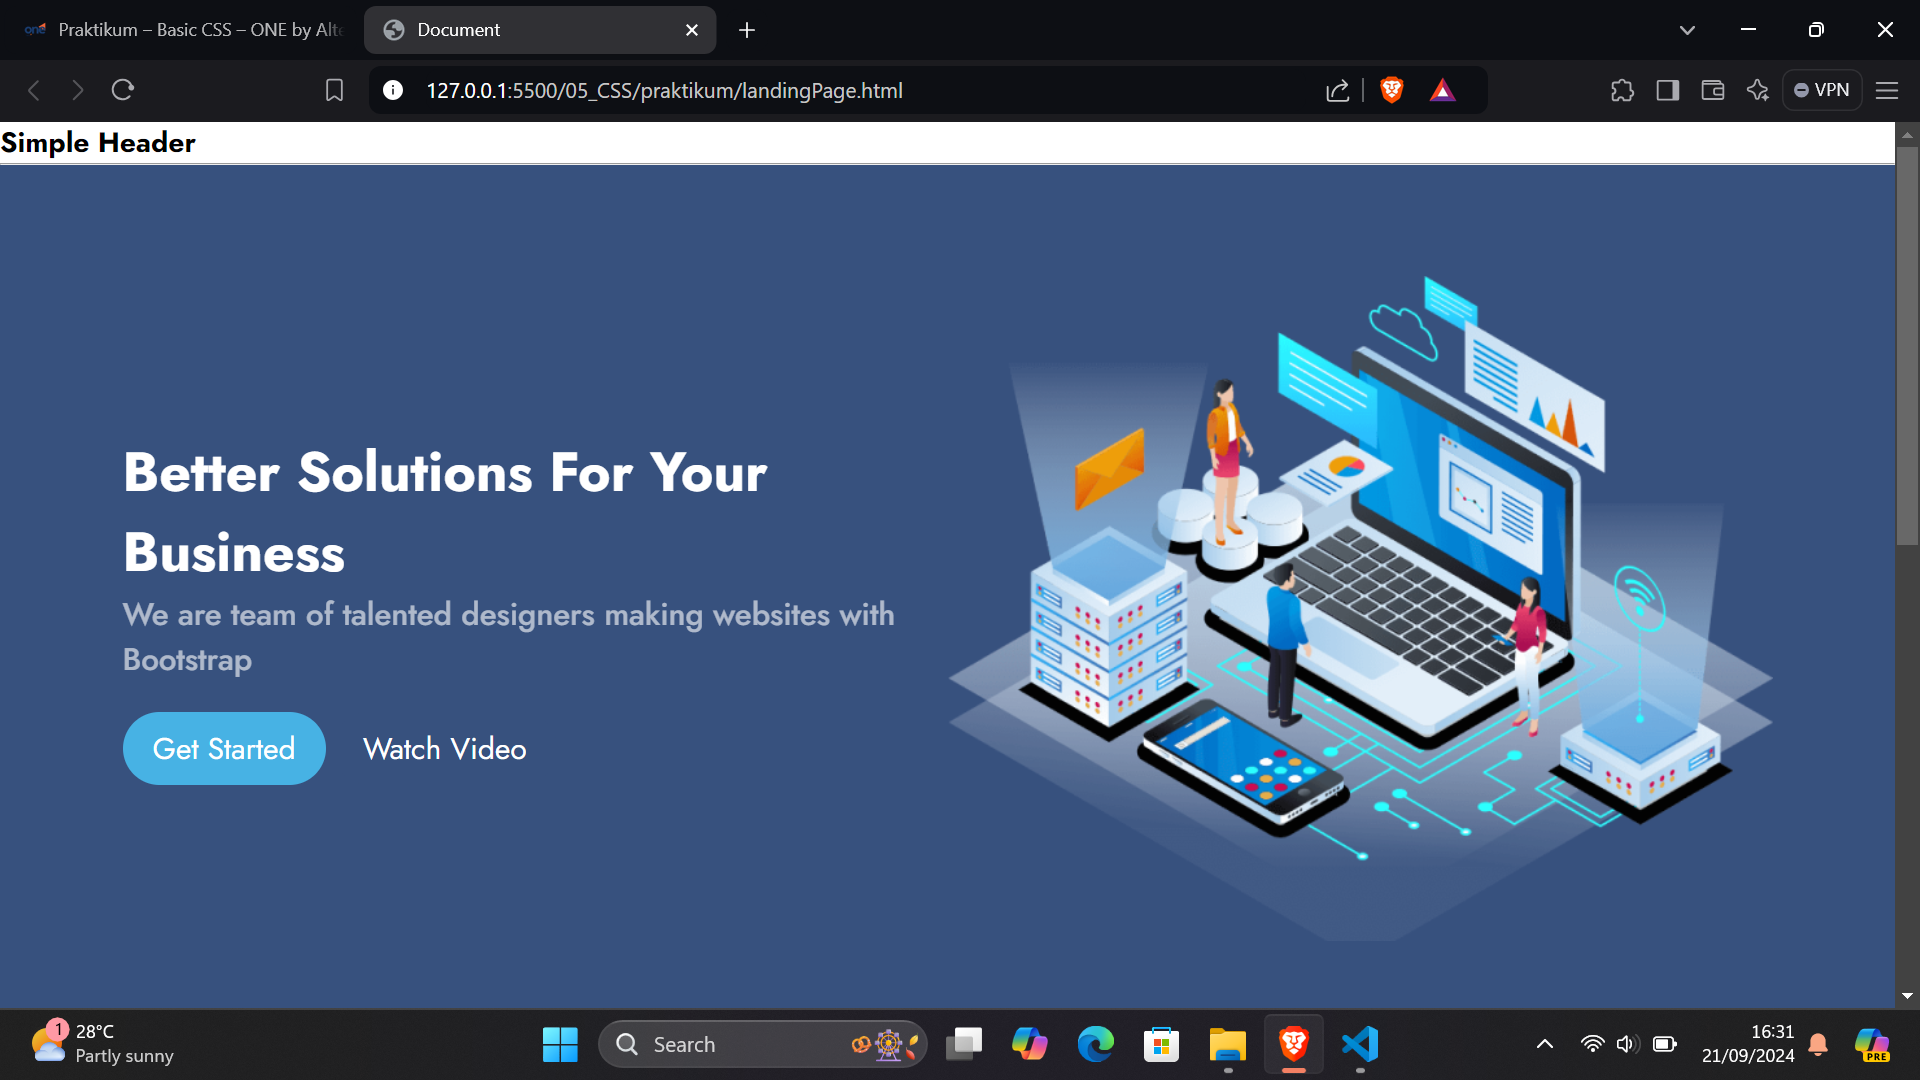 one Praktikum – Basic CSS – ONE by Alte
Document
127.0.0.1:5500/05_CSS/praktikum/landingPage.html
VPN
Simple Header
Better Solutions For Your
Business
We are team of talented designers making websites with
Bootstrap
Get Started
Watch Video
1
28°C
Partly sunny
Search
16:31
21/09/2024
PRE